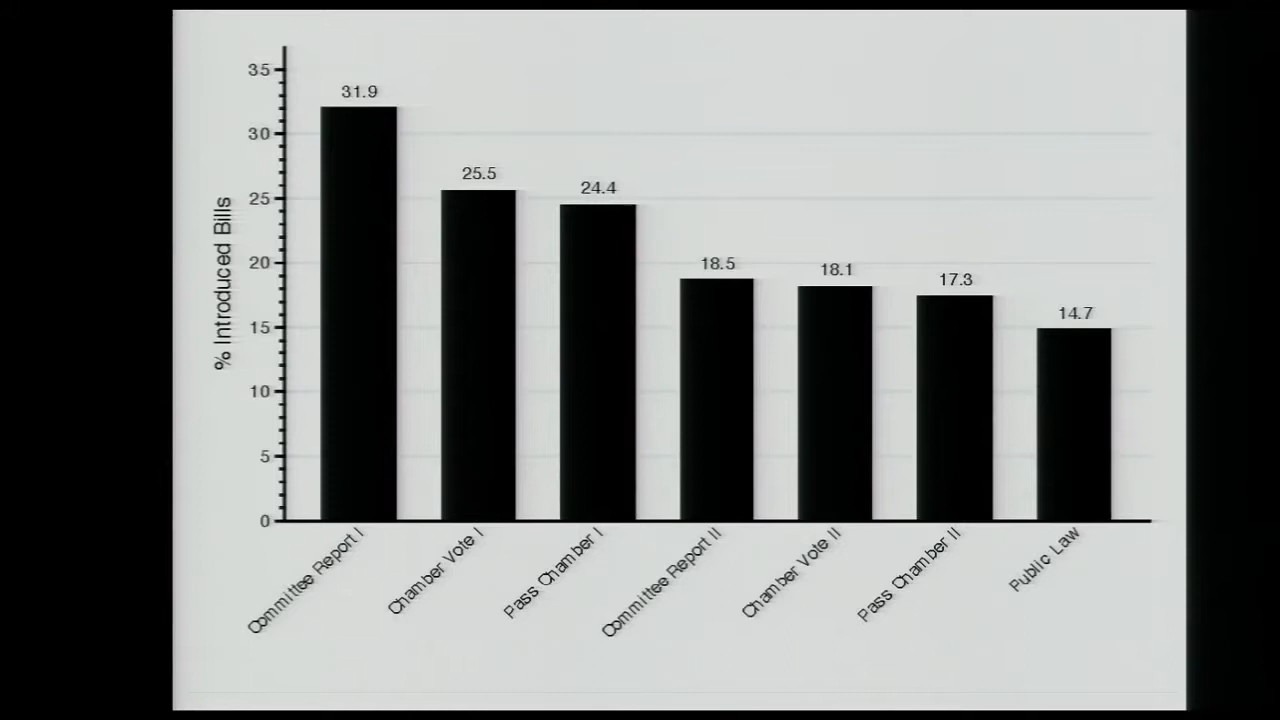 % Introduced Bills
35
30
25
20
15
10
5
0
31.9
25.5
24.4
18.5
18.1
17.3
14.7
Committee Report I
Chamber Vote I
Pass Chamber I
Committee Report II
Chamber Vote II
Pass Chamber II
Public Law